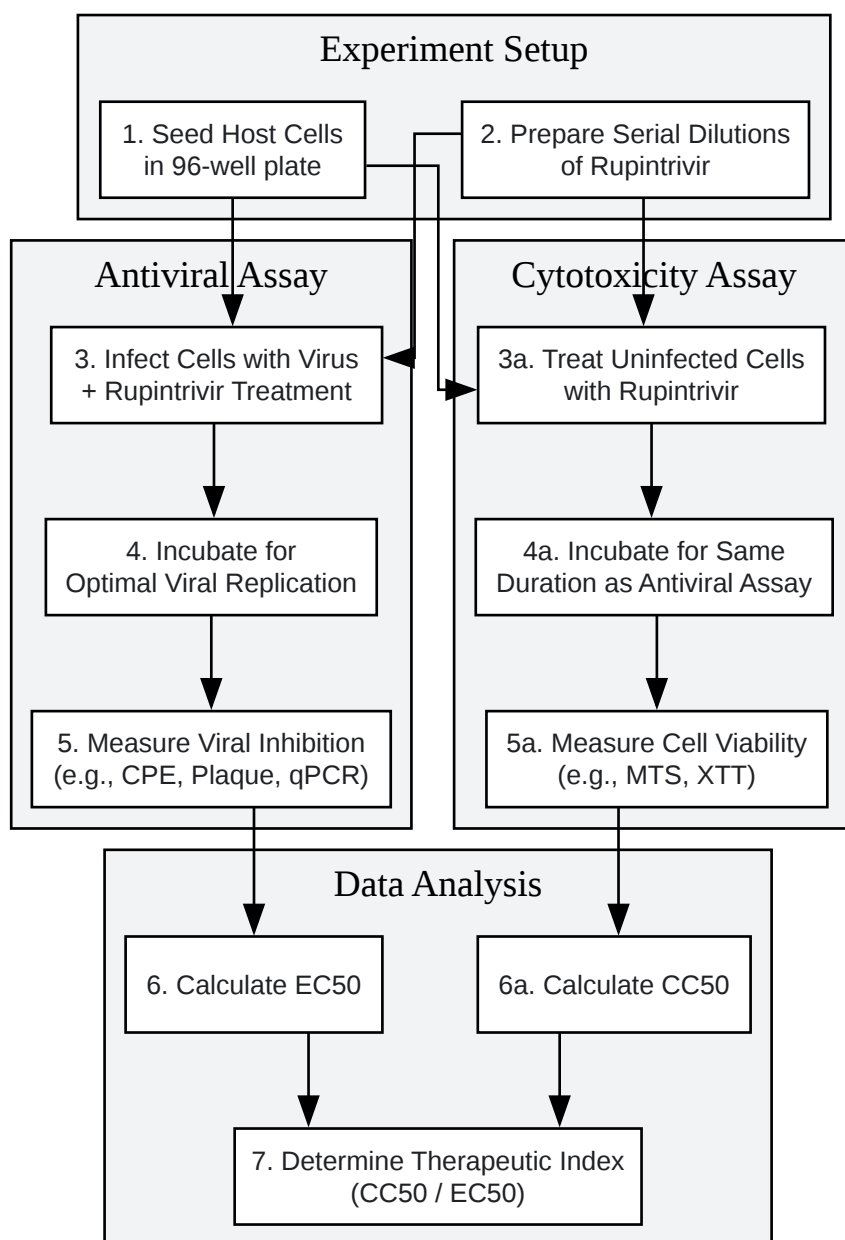 Experiment Setup
1. Seed Host Cells
in 96-well plate
2. Prepare Serial Dilutions
of Rupintrivir
Antiviral Assay
Cytotoxicity Assay
3. Infect Cells with Virus
+ Rupintrivir Treatment
3a. Treat Uninfected Cells
with Rupintrivir
4. Incubate for
Optimal Viral Replication
4a. Incubate for Same
Duration as Antiviral Assay
5. Measure Viral Inhibition
(e.g., CPE, Plaque, qPCR)
5a. Measure Cell Viability
(e.g., MTS, XTT)
Data Analysis
6. Calculate EC50
6a. Calculate CC50
7. Determine Therapeutic Index
(CC50 / EC50)